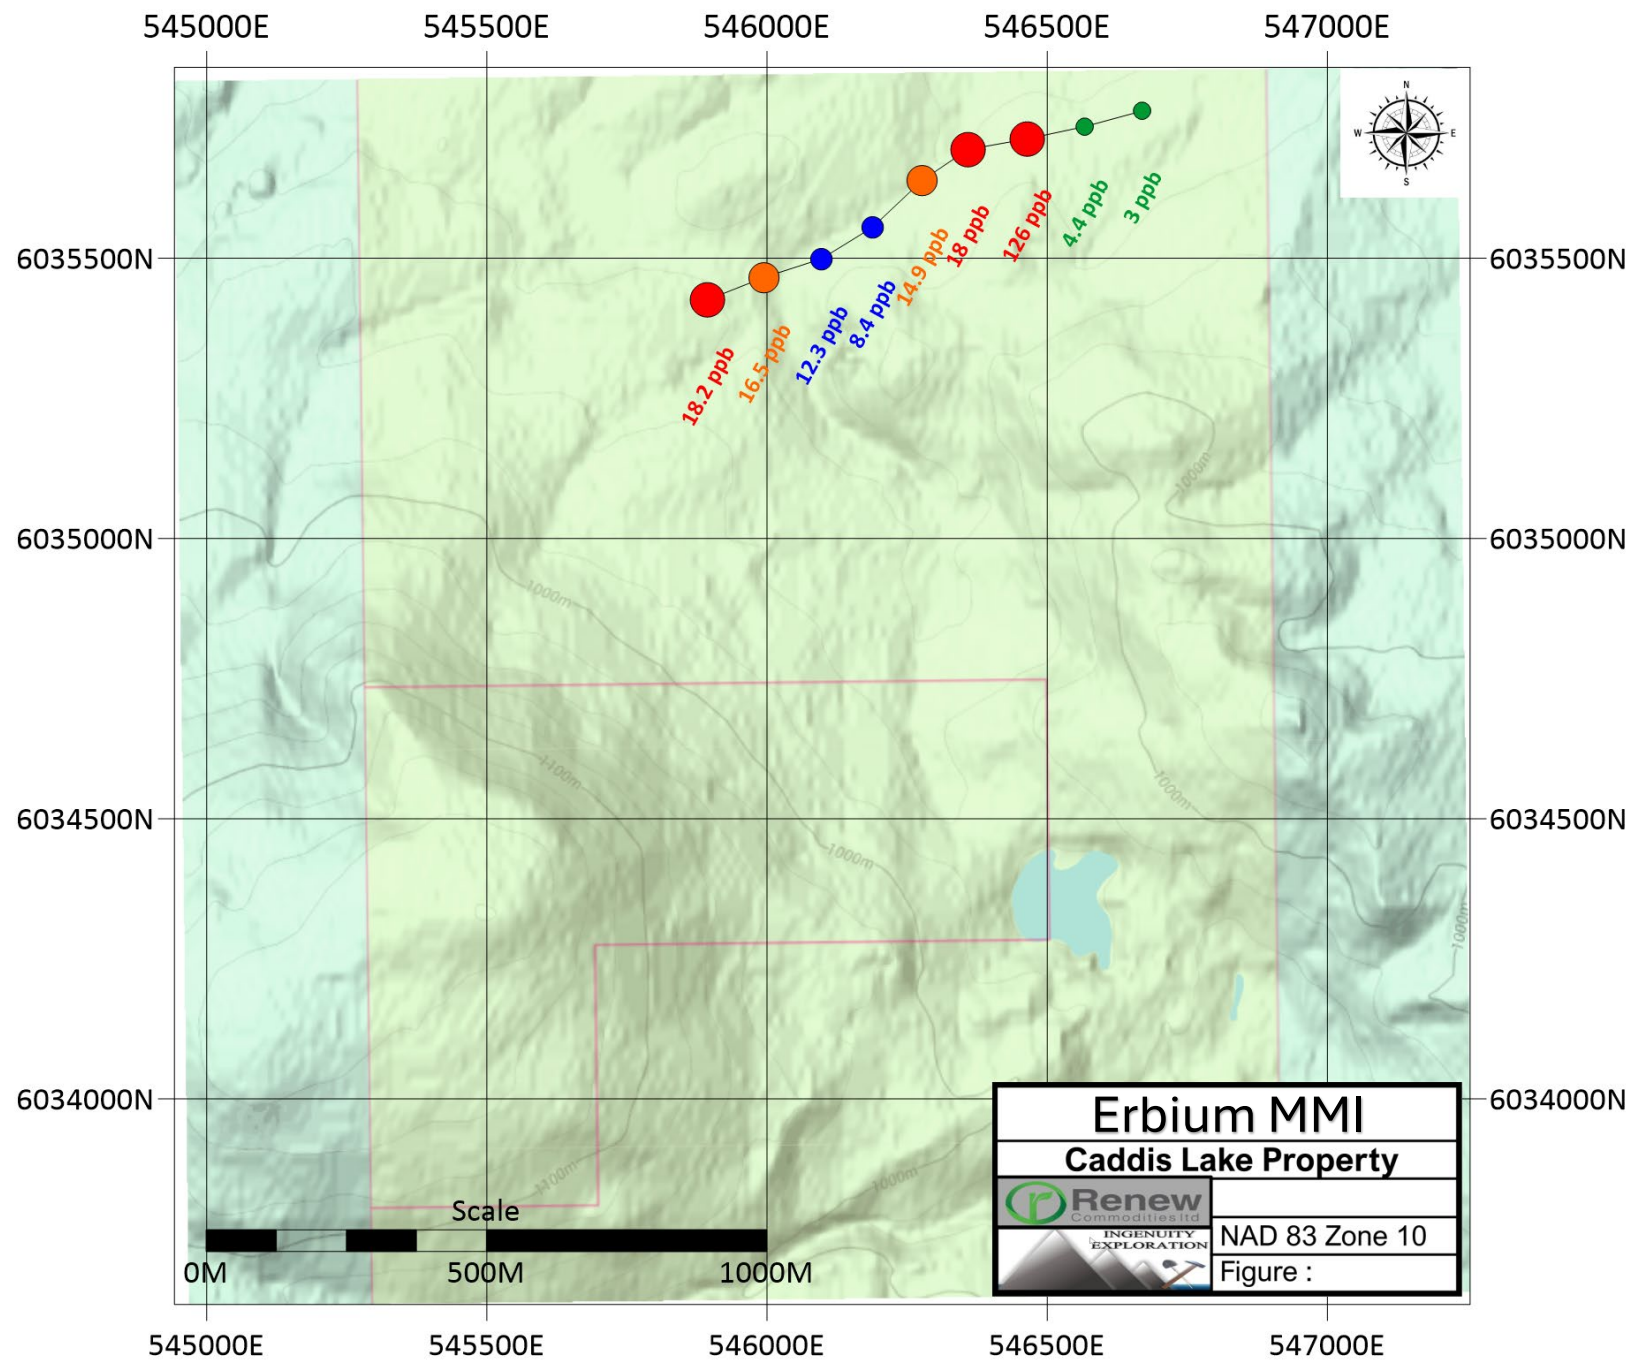 545000E 545500E 546000E 546500E 547000E
N
W E
S
6035500N 6035500N
18.2 ppb
16.5 ppb
12.3 ppb
8.4 ppb
14.9 ppb
18 ppb
126 ppb
4.4 ppb
3 ppb
1000m
6035000N 6035000N
1000m
1100m
1000m
6034500N 6034500N
1000m
1000m
6034000N 6034000N
1100m
1000m
Scale
0M 500M 1000M
Erbium MMI
Caddis Lake Property
r Renew
Commodities ltd
INGENUITY
EXPLORATION
NAD 83 Zone 10
Figure :
545000E 545500E 546000E 546500E 547000E